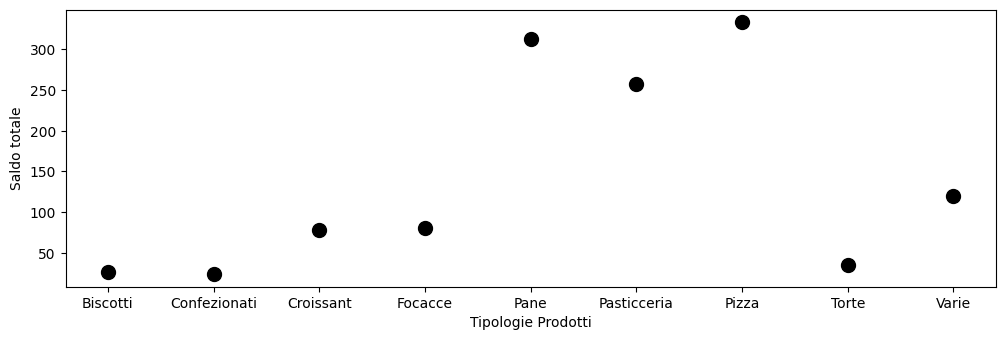 Saldo totale
300
250
200
150
100
50
Biscotti Confezionati Croissant Focacce Pane Pasticceria Pizza Torte Varie
Tipologie Prodotti